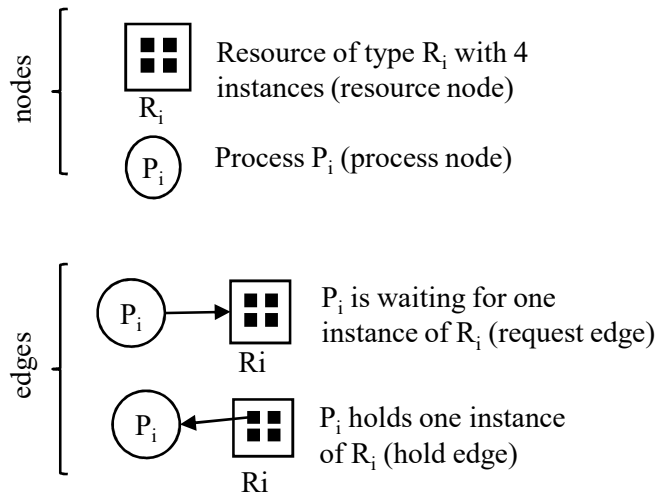 nodes
Resource of type Rᵢ with 4
instances (resource node)
Rᵢ
Pᵢ
Process Pᵢ (process node)
edges
Pᵢ
Ri
Pᵢ is waiting for one
instance of Rᵢ (request edge)
Pᵢ
Ri
Pᵢ holds one instance
of Rᵢ (hold edge)